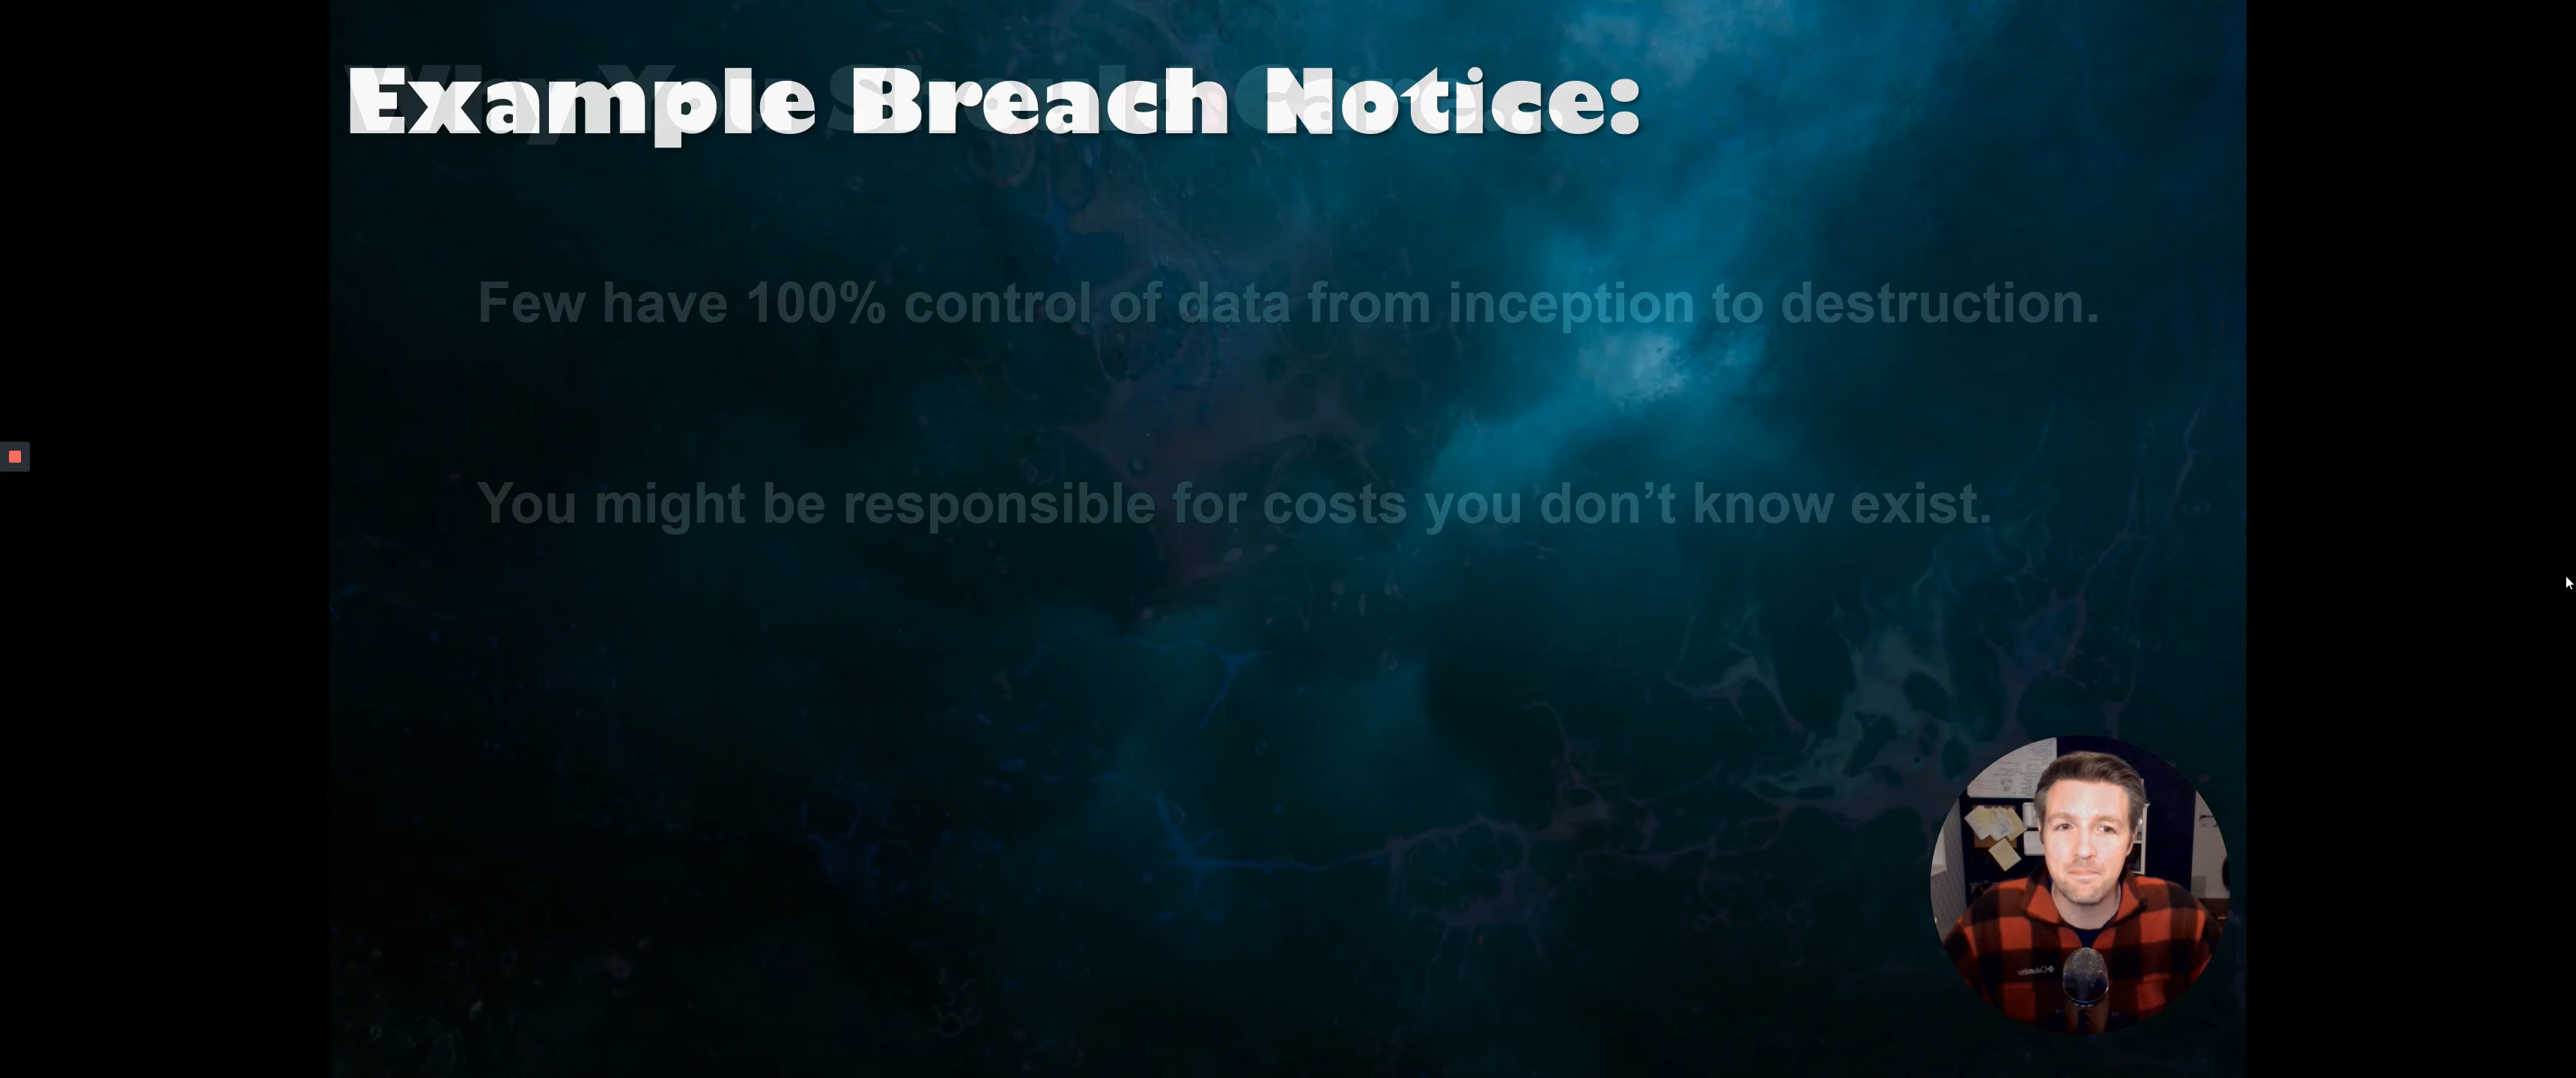 Example Breach Notice:
Few have 100% control of data from inception to destruction.
You might be responsible for costs you don’t know exist.